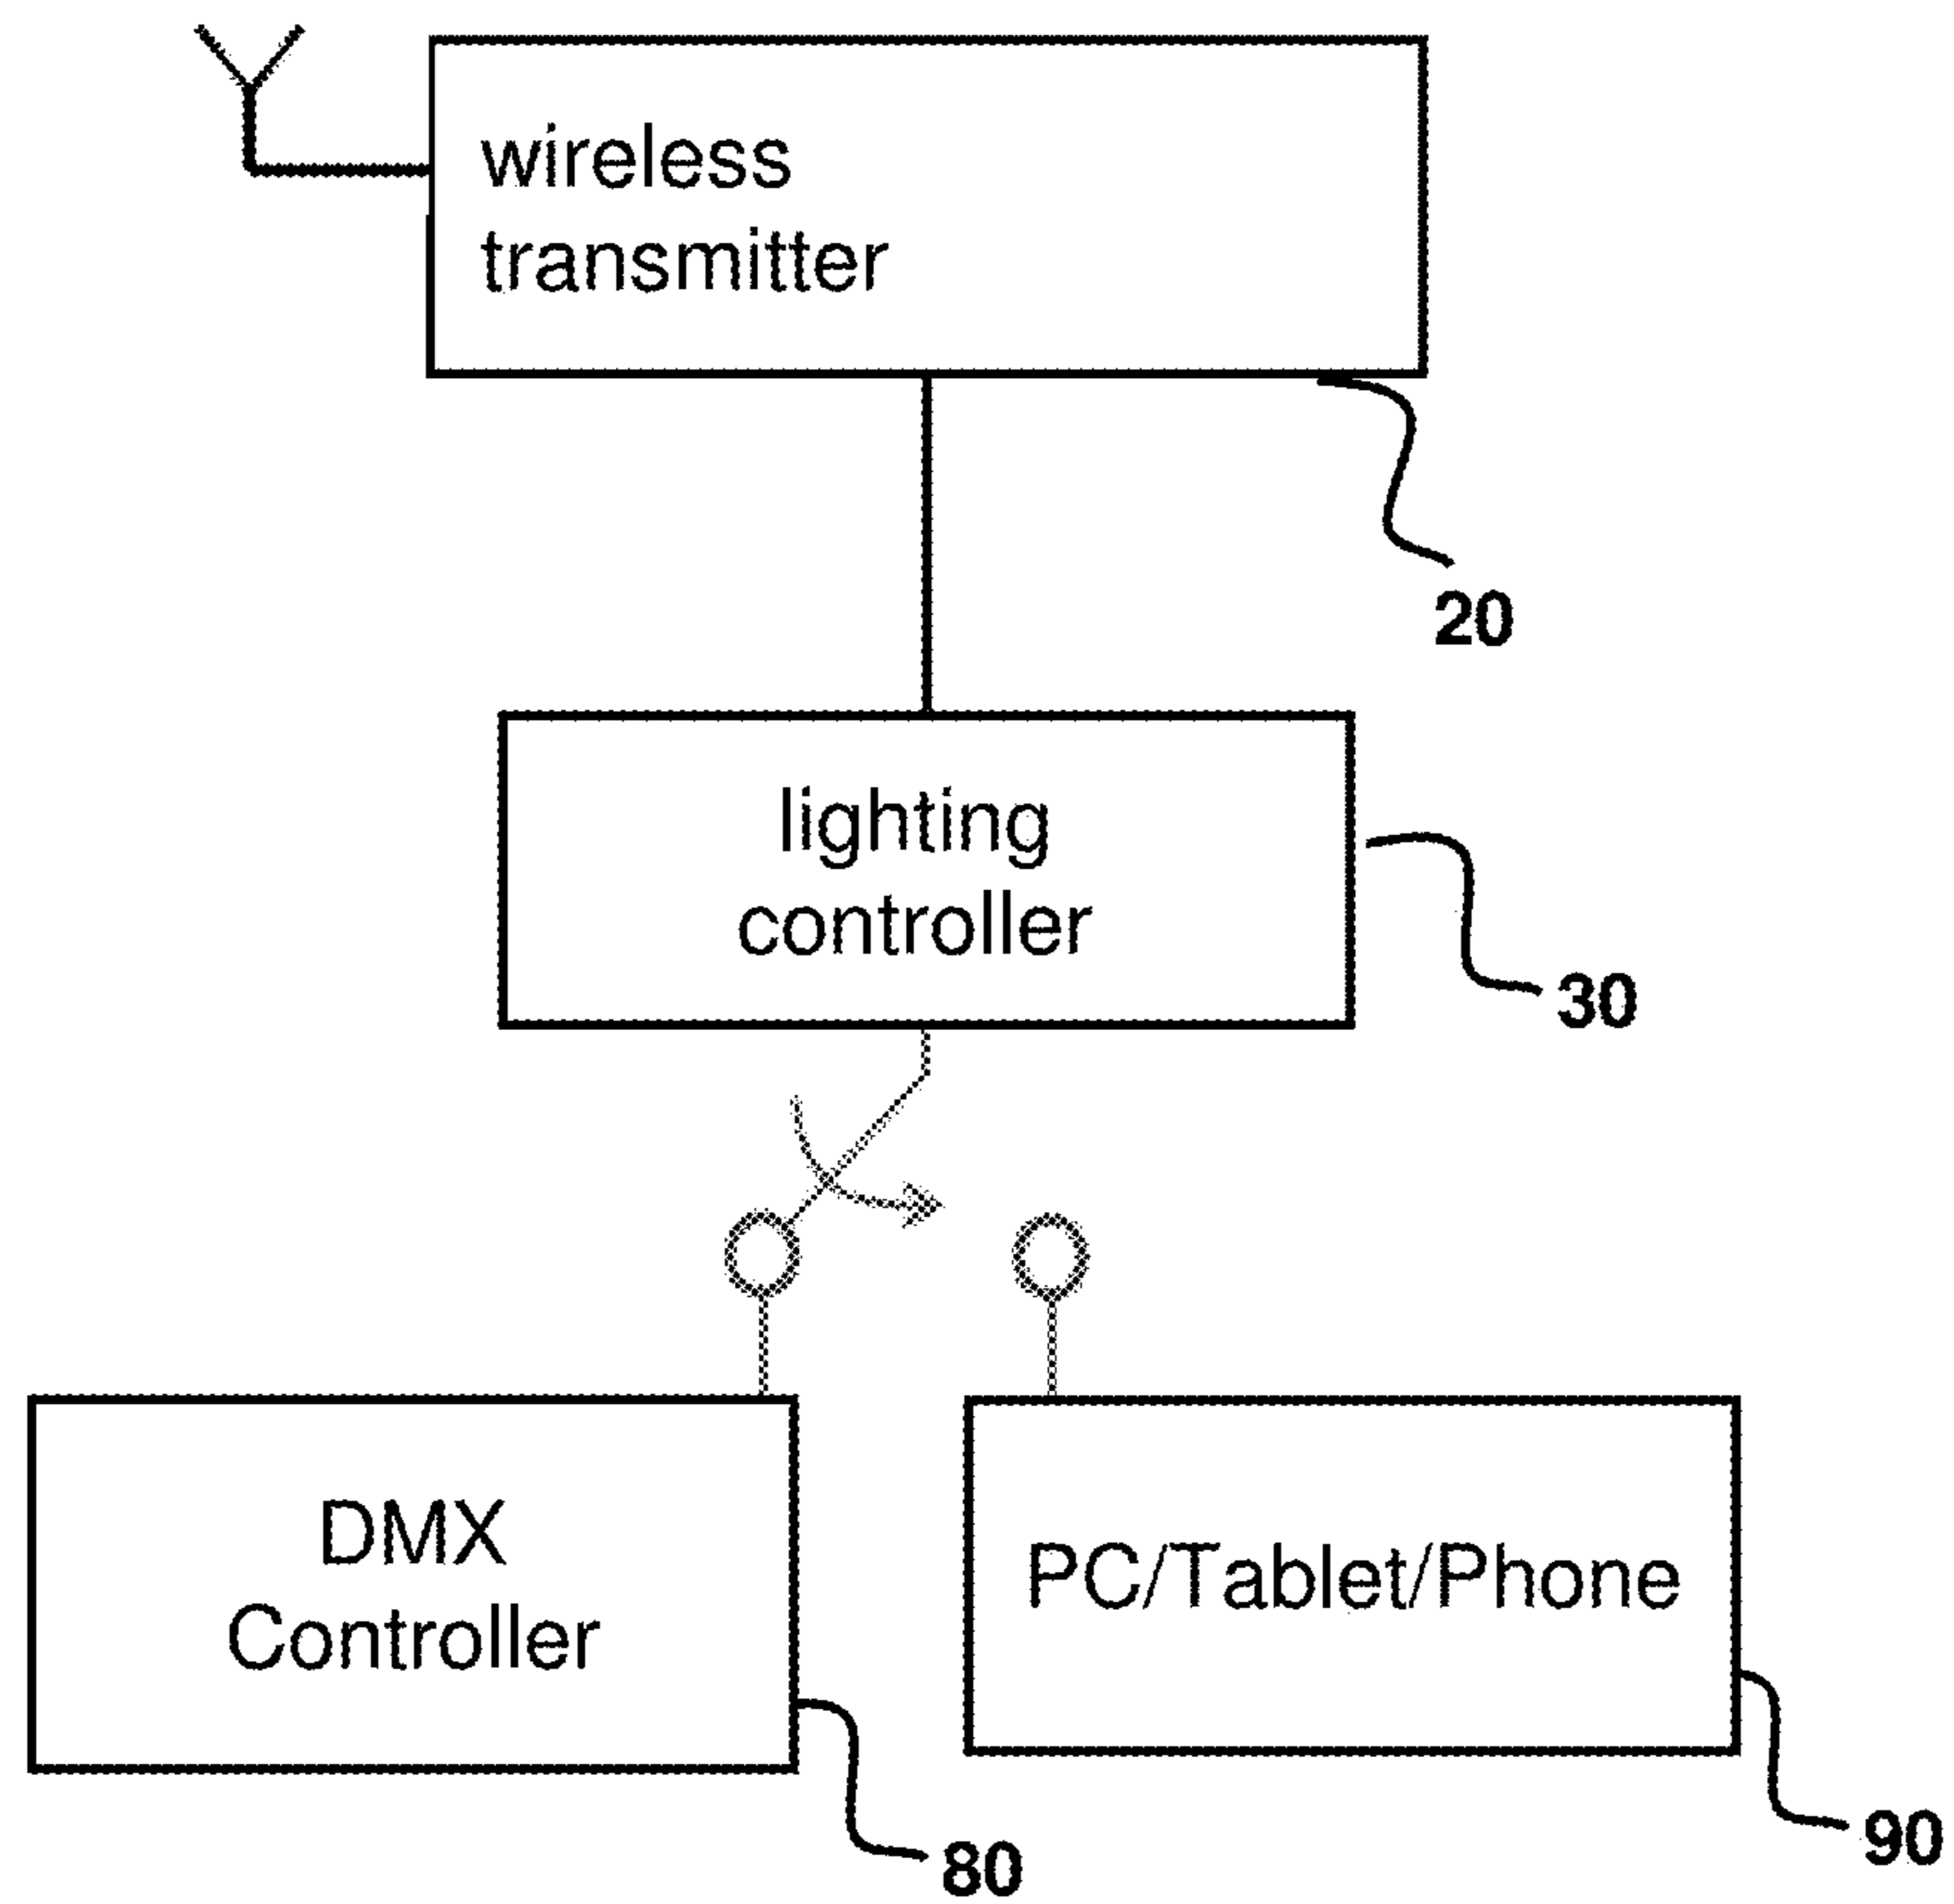 wireless
transmitter
20
lighting
controller
30
DMX
Controller
80
PC/Tablet/Phone
90